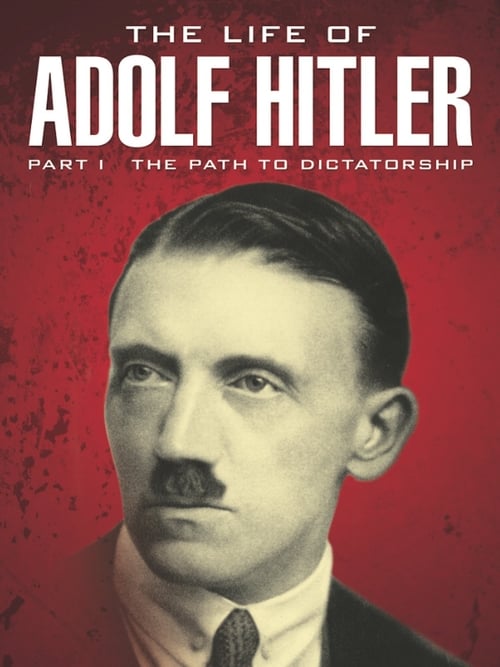 THE LIFE OF
ADOLF HITLER
PART I THE PATH TO DICTATORSHIP